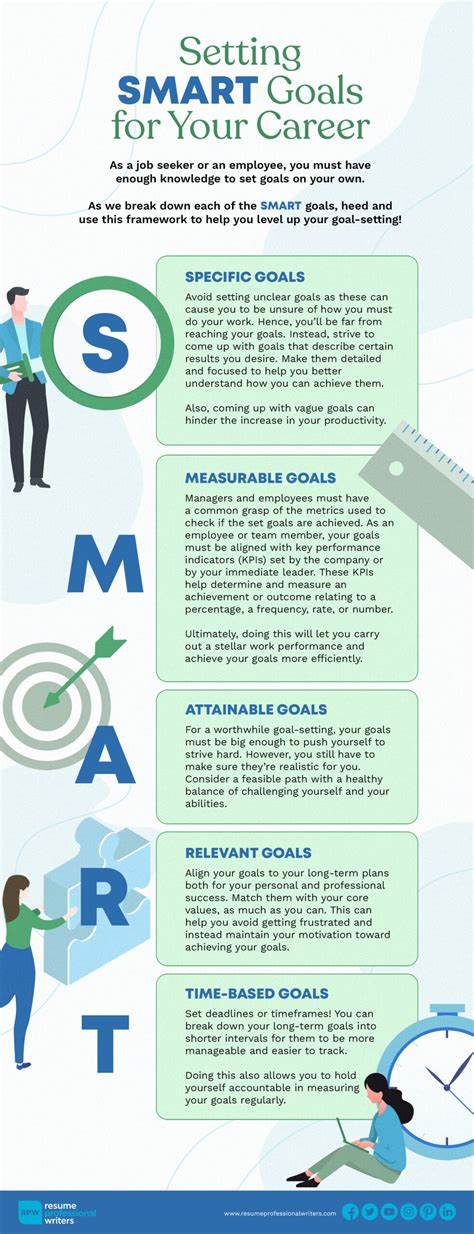 Setting
SMART Goals
for Your Career
As a job seeker or an employee, you must have
enough knowledge to set goals on your own.
As we break down each of the SMART goals, heed and
use this framework to help you level up your goal-setting!
S
SPECIFIC GOALS
Avoid setting unclear goals as these can
cause you to be unsure of how you must
do your work. Hence, you'll be far from
reaching your goals. Instead, strive to
come up with goals that describe certain
results you desire. Make them detailed
and focused to help you better
understand how you can achieve them.
Also, coming up with vague goals can
hinder the increase in your productivity.
M
MEASURABLE GOALS
Managers and employees must have
a common grasp of the metrics used to
check if the set goals are achieved. As an
employee or team member, your goals
must be aligned with key performance
indicators (KPIs) set by the company or
by your immediate leader. These KPIs
help determine and measure an
achievement or outcome relating to a
percentage, a frequency, rate, or number.
Ultimately, doing this will let you carry
out a stellar work performance and
achieve your goals more efficiently.
A
ATTAINABLE GOALS
For a worthwhile goal-setting, your goals
must be big enough to push yourself to
strive hard. However, you still have to
make sure they're realistic for you.
Consider a feasible path with a healthy
balance of challenging yourself and your
abilities.
R
RELEVANT GOALS
Align your goals to your long-term plans
both for your personal and professional
success. Match them with your core
values, as much as you can. This can
help you avoid getting frustrated and
instead maintain your motivation toward
achieving your goals.
T
TIME-BASED GOALS
Set deadlines or timeframes! You can
break down your long-term goals into
shorter intervals for them to be more
manageable and easier to track.
Doing this also allows you to hold
yourself accountable in measuring
your goals regularly.
RPW
resume
professional
writers
www.resumeprofessionalwriters.com